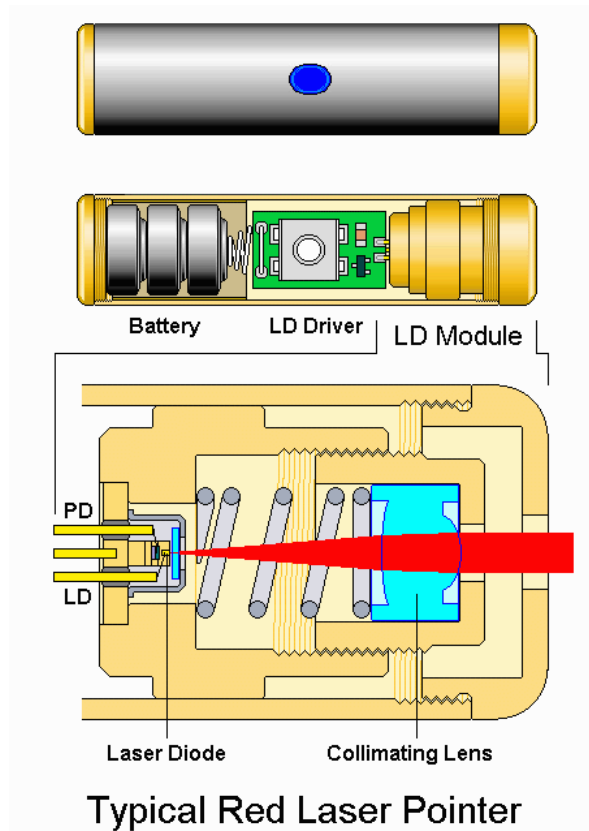 Battery
LD Driver
LD Module
PD
LD
Laser Diode
Collimating Lens
Typical Red Laser Pointer